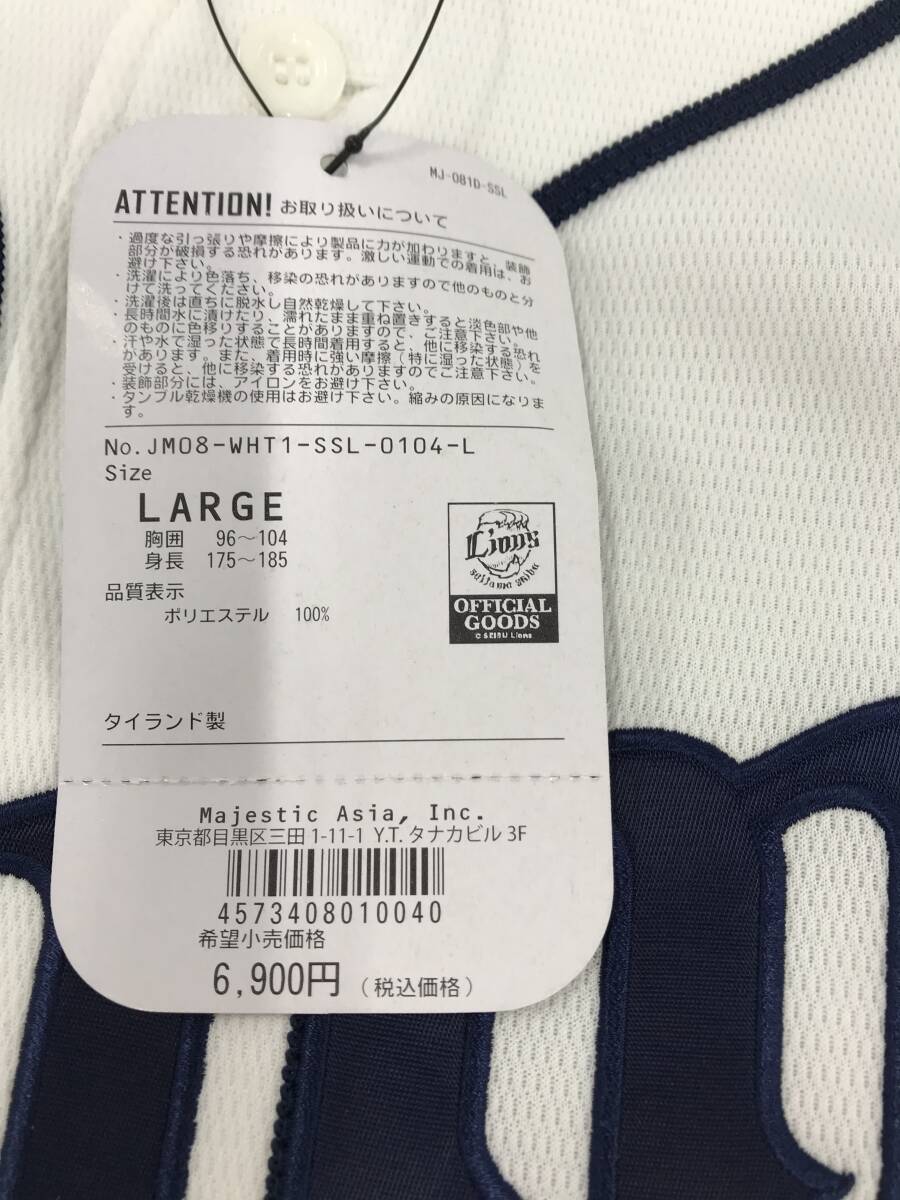 MJ-081D-SSL
ATTENTION! お取り扱いについて
・過度な引っ張りや摩擦により製品に力が加わりますと、装飾
部分が破損する恐れがあります。激しい運動での着用は、お
避け下さい。
・洗濯により色落ち、移染の恐れがありますので他のものと分
けて洗ってください。
・洗濯後は直ちに脱水し自然乾燥して下さい。
・長時間水に漬けたり、濡れたまま重ね置きすると淡色部や他
のものに色移りすることがありますので、ご注意下さい。
・汗や水で湿った状態で長時間着用すると、他に移染する恐れ
があります。また、着用時に強い摩擦(特に湿った状態)を
受けると、他に移染する恐れがありますのでご注意下さい。
・装飾部分には、アイロンをお避け下さい。
・タンブル乾燥機の使用はお避け下さい。縮みの原因になりま
す。
No.JM08-WHT1-SSL-0104-L
Size
LARGE
胸囲 96～104
身長 175～185
品質表示
ポリエステル 100%
Lions
saitama seibu
OFFICIAL
GOODS
© SEIBU Lions
タイランド製
Majestic Asia, Inc.
東京都目黒区三田 1-11-1 Y.T. タナカビル 3F
4573408010040
希望小売価格
6,900円 (税込価格)